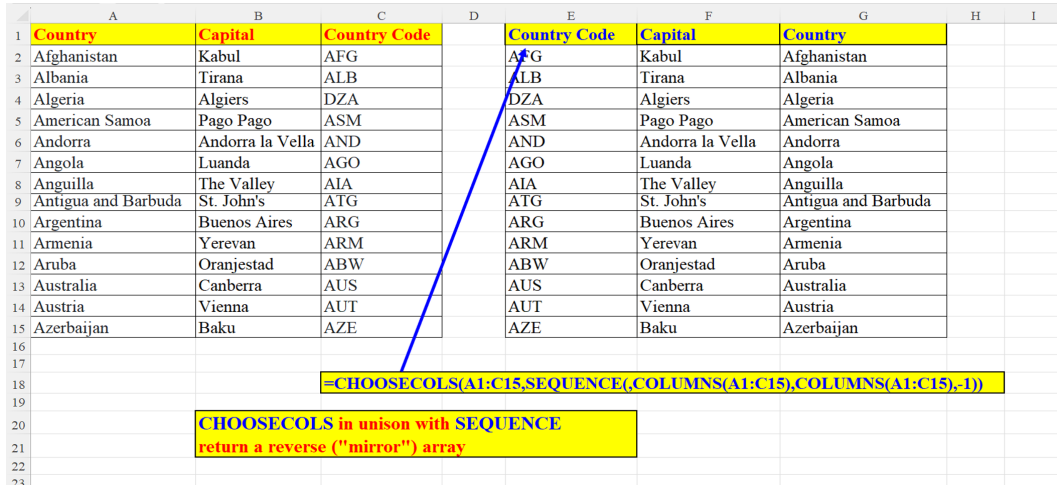 A B C D E F G H I
1 Country Capital Country Code Country Code Capital Country
2 Afghanistan Kabul AFG AFG Kabul Afghanistan
3 Albania Tirana ALB ALB Tirana Albania
4 Algeria Algiers DZA DZA Algiers Algeria
5 American Samoa Pago Pago ASM ASM Pago Pago American Samoa
6 Andorra Andorra la Vella AND AND Andorra la Vella Andorra
7 Angola Luanda AGO AGO Luanda Angola
8 Anguilla The Valley AIA AIA The Valley Anguilla
9 Antigua and Barbuda St. John's ATG ATG St. John's Antigua and Barbuda
10 Argentina Buenos Aires ARG ARG Buenos Aires Argentina
11 Armenia Yerevan ARM ARM Yerevan Armenia
12 Aruba Oranjestad ABW ABW Oranjestad Aruba
13 Australia Canberra AUS AUS Canberra Australia
14 Austria Vienna AUT AUT Vienna Austria
15 Azerbaijan Baku AZE AZE Baku Azerbaijan
16
17
18 =CHOOSECOLS(A1:C15,SEQUENCE(,COLUMNS(A1:C15),COLUMNS(A1:C15),-1))
19
20 CHOOSECOLS in unison with SEQUENCE
21 return a reverse ("mirror") array
22
23